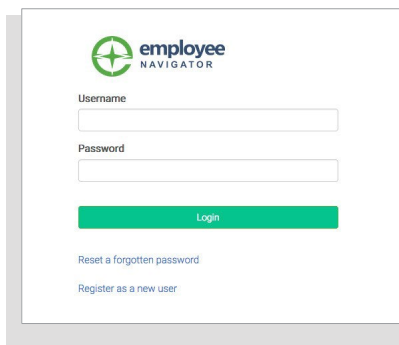 employee
NAVIGATOR
Username
Password
Login
Reset a forgotten password
Register as a new user